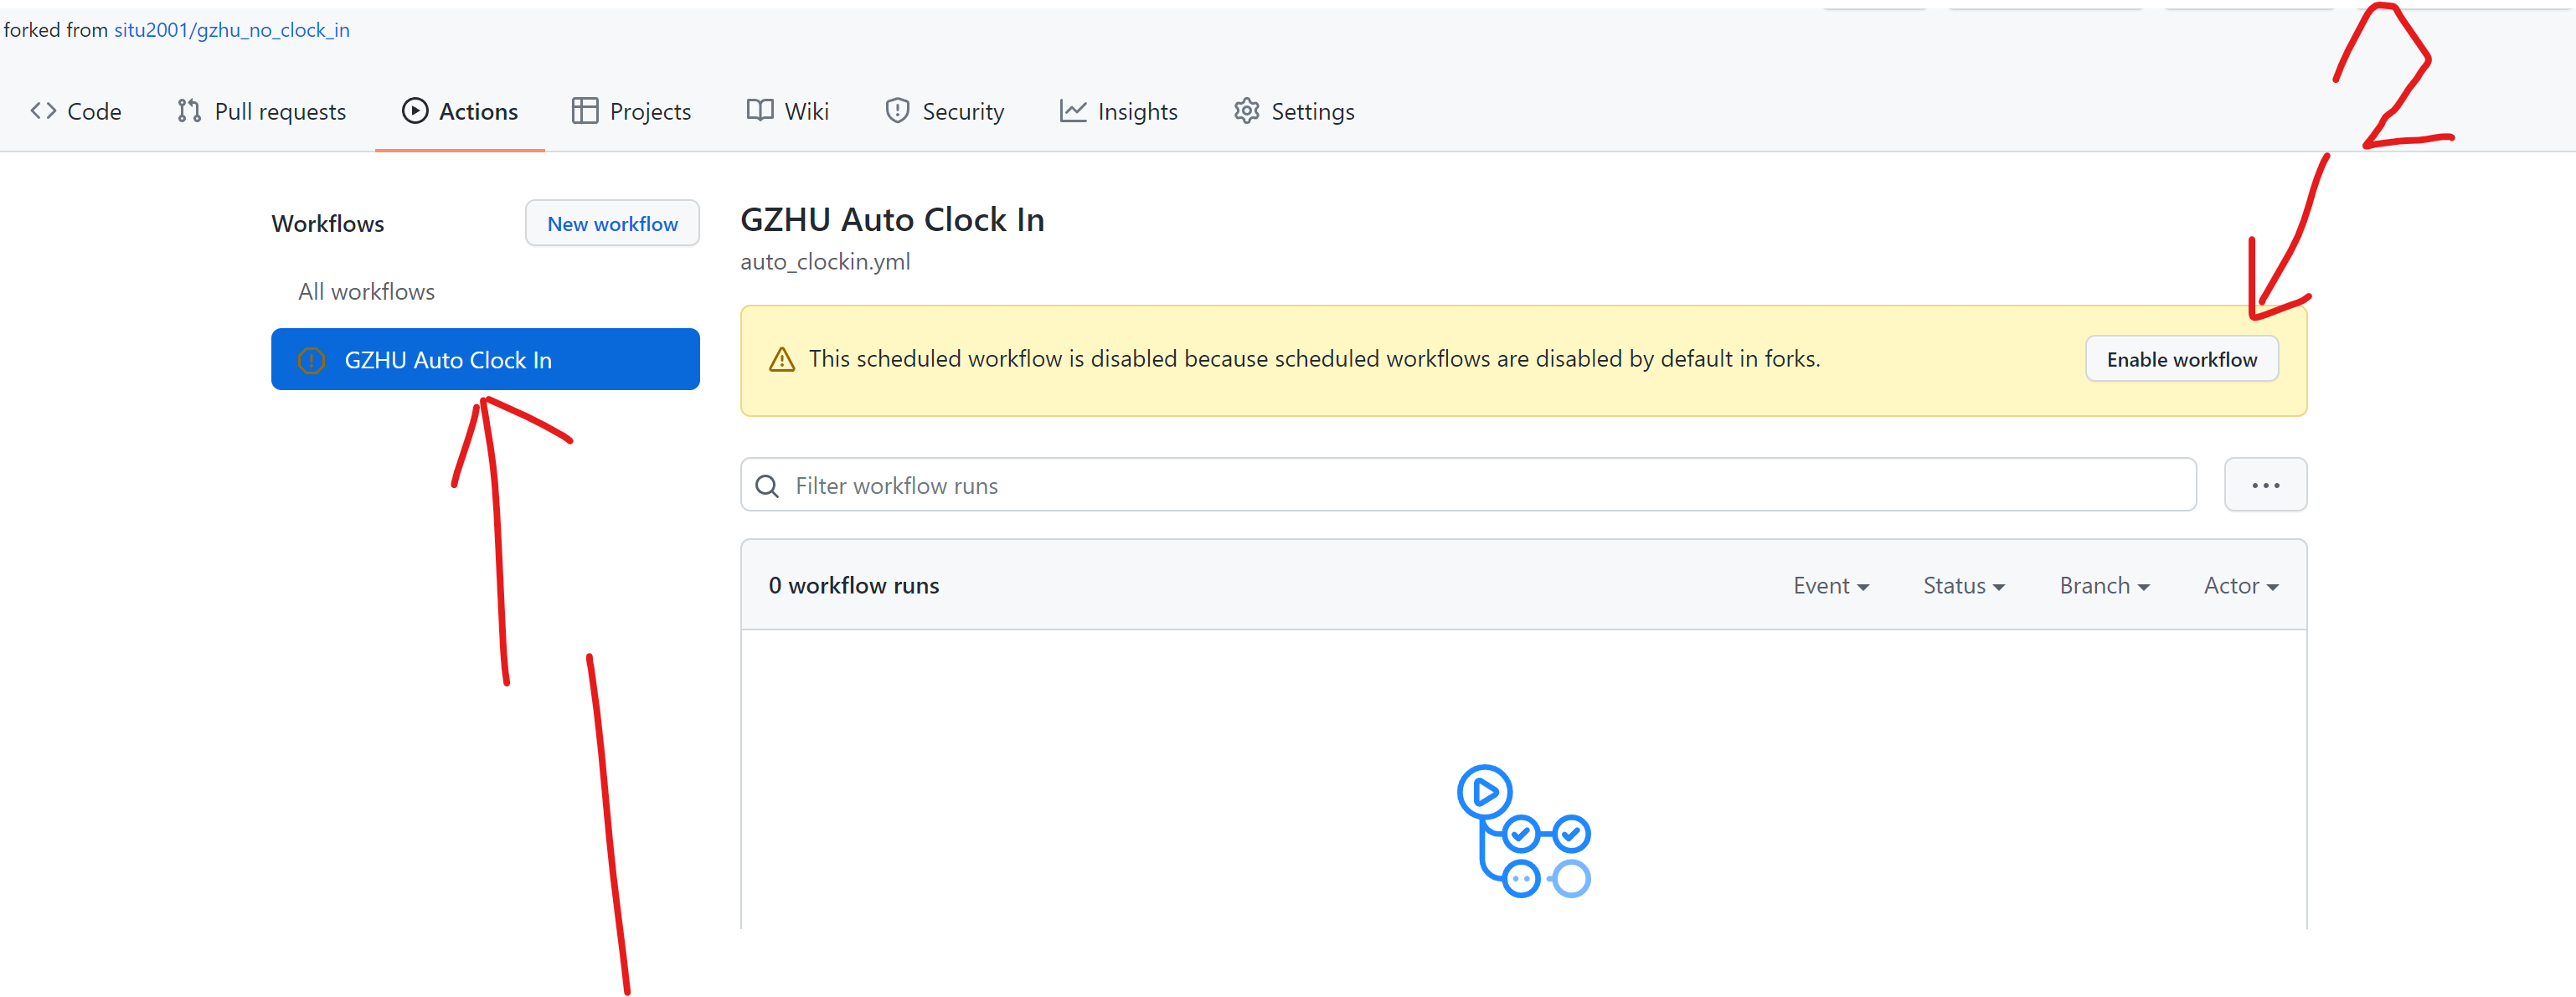 forked from situ2001/gzhu_no_clock_in
Code Pull requests Actions Projects Wiki Security Insights Settings
2
Workflows
New workflow
All workflows
GZHU Auto Clock In
GZHU Auto Clock In
auto_clockin.yml
This scheduled workflow is disabled because scheduled workflows are disabled by default in forks.
Enable workflow
Filter workflow runs
0 workflow runs
Event Status Branch Actor
1